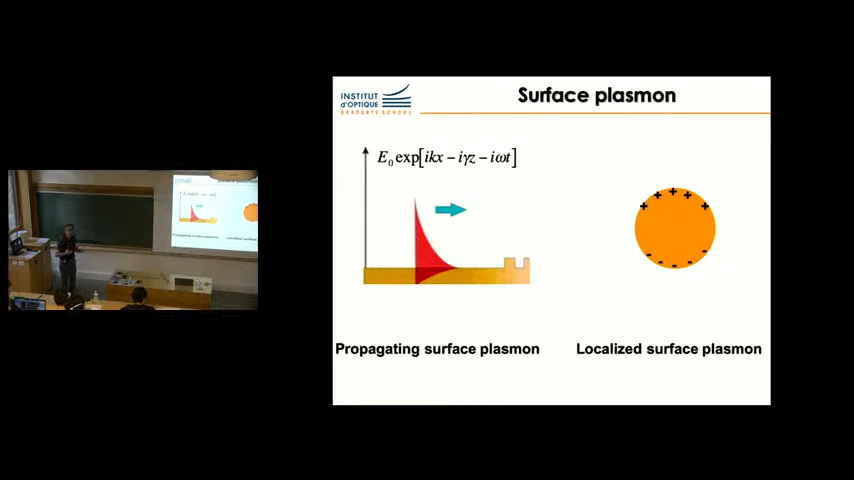 INSTITUT
d'OPTIQUE
GRADUATE SCHOOL
Surface plasmon
E₀ exp[ikx − iγz − iωt]
+ + + + +
- - - - -
Propagating surface plasmon
Localized surface plasmon